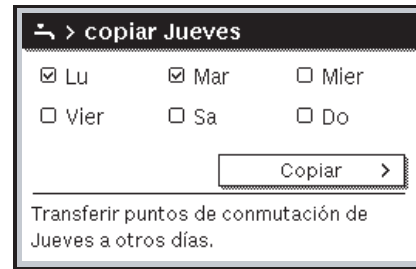 > copiar Jueves
Lu Mar Mier
Vier Sa Do
Copiar >
Transferir puntos de conmutación de
Jueves a otros días.